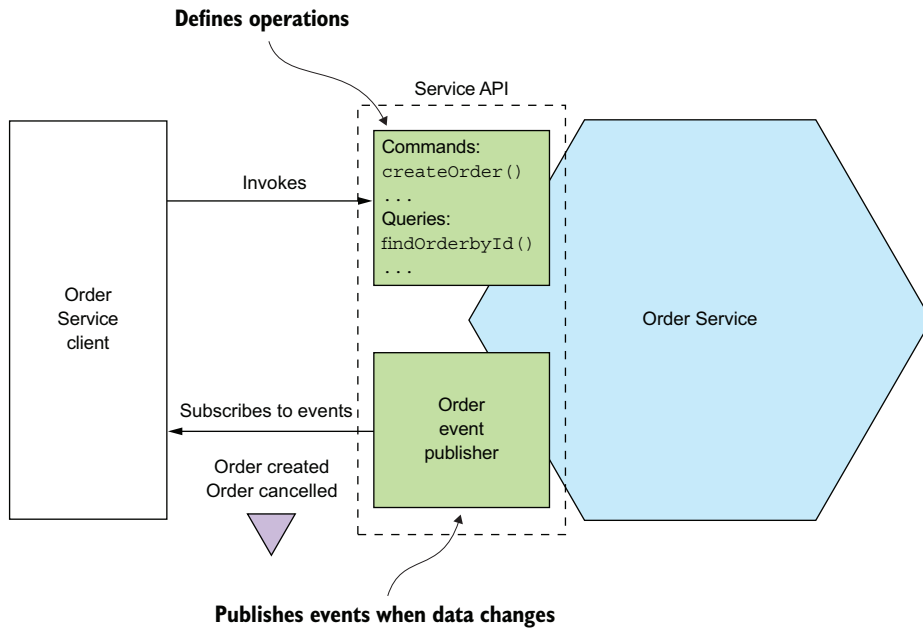 Defines operations
Service API
Commands:
createOrder()
...
Queries:
findOrderbyId()
...
Invokes
Order
Service
client
Order Service
Subscribes to events
Order
event
publisher
Order created
Order cancelled
Publishes events when data changes